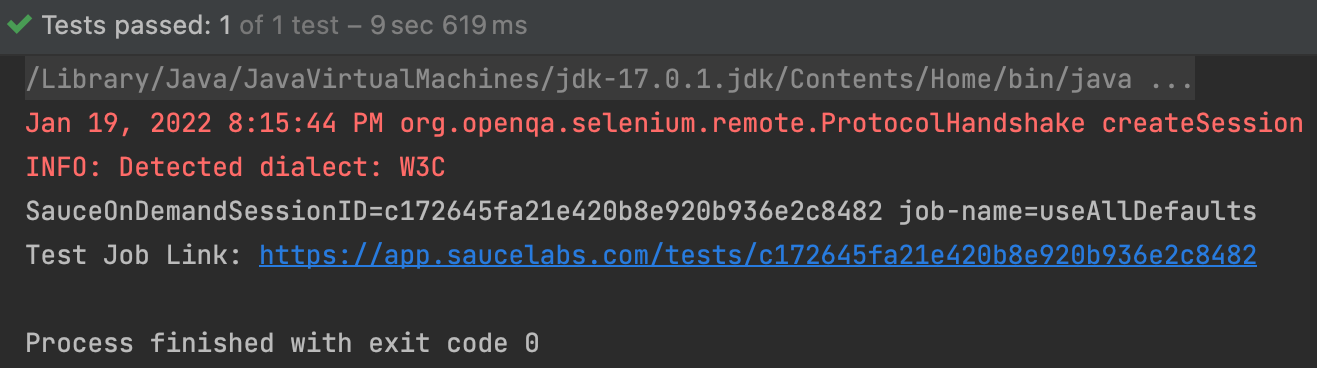 Tests passed: 1 of 1 test – 9 sec 619 ms
/Library/Java/JavaVirtualMachines/jdk-17.0.1.jdk/Contents/Home/bin/java ...
Jan 19, 2022 8:15:44 PM org.openqa.selenium.remote.ProtocolHandshake createSession
INFO: Detected dialect: W3C
SauceOnDemandSessionID=c172645fa21e420b8e920b936e2c8482 job-name=useAllDefaults
Test Job Link: https://app.saucelabs.com/tests/c172645fa21e420b8e920b936e2c8482
Process finished with exit code 0